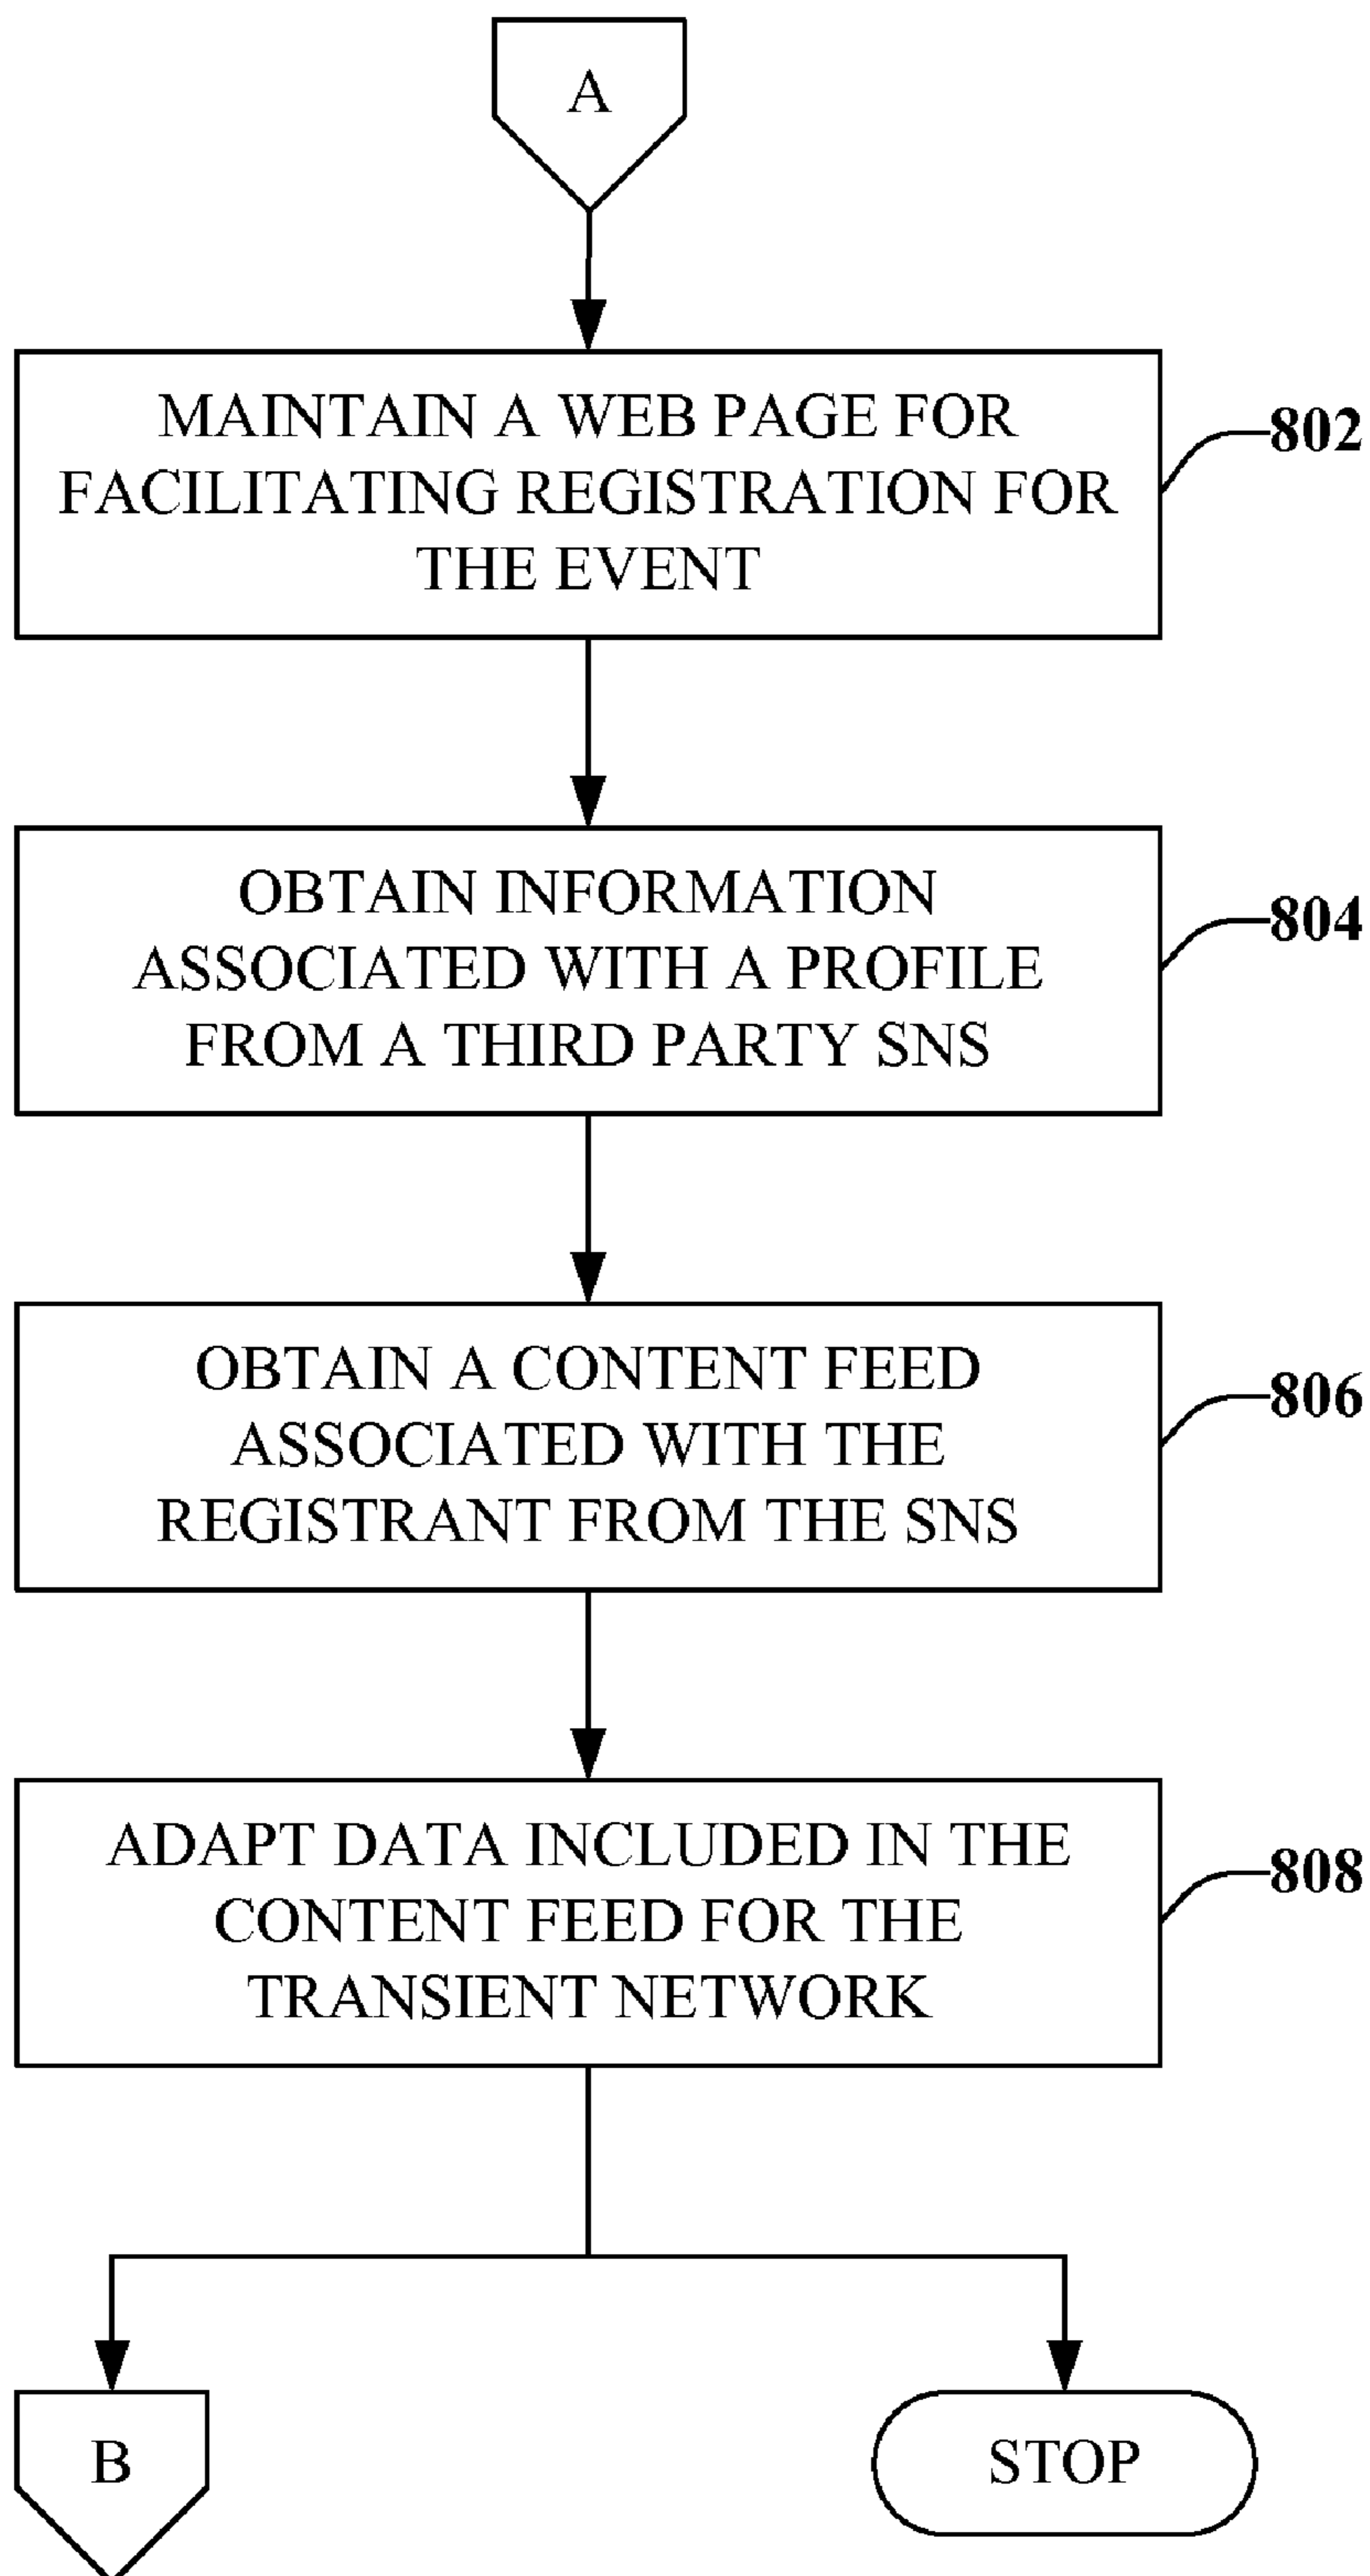 A
MAINTAIN A WEB PAGE FOR
FACILITATING REGISTRATION FOR
THE EVENT
802
OBTAIN INFORMATION
ASSOCIATED WITH A PROFILE
FROM A THIRD PARTY SNS
804
OBTAIN A CONTENT FEED
ASSOCIATED WITH THE
REGISTRANT FROM THE SNS
806
ADAPT DATA INCLUDED IN THE
CONTENT FEED FOR THE
TRANSIENT NETWORK
808
B
STOP